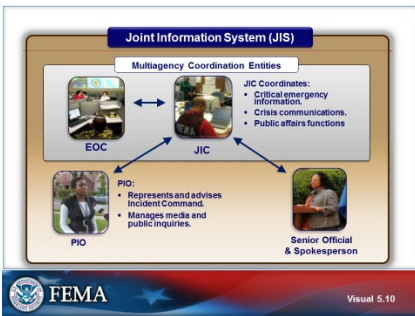 Joint Information System (JIS)
Multiagency Coordination Entities
EOC
JIC
JIC Coordinates:
▪ Critical emergency
information.
▪ Crisis communications.
▪ Public affairs functions
PIO
PIO:
▪ Represents and advises
Incident Command.
▪ Manages media and
public inquiries.
Senior Official
& Spokesperson
FEMA
Visual 5.10